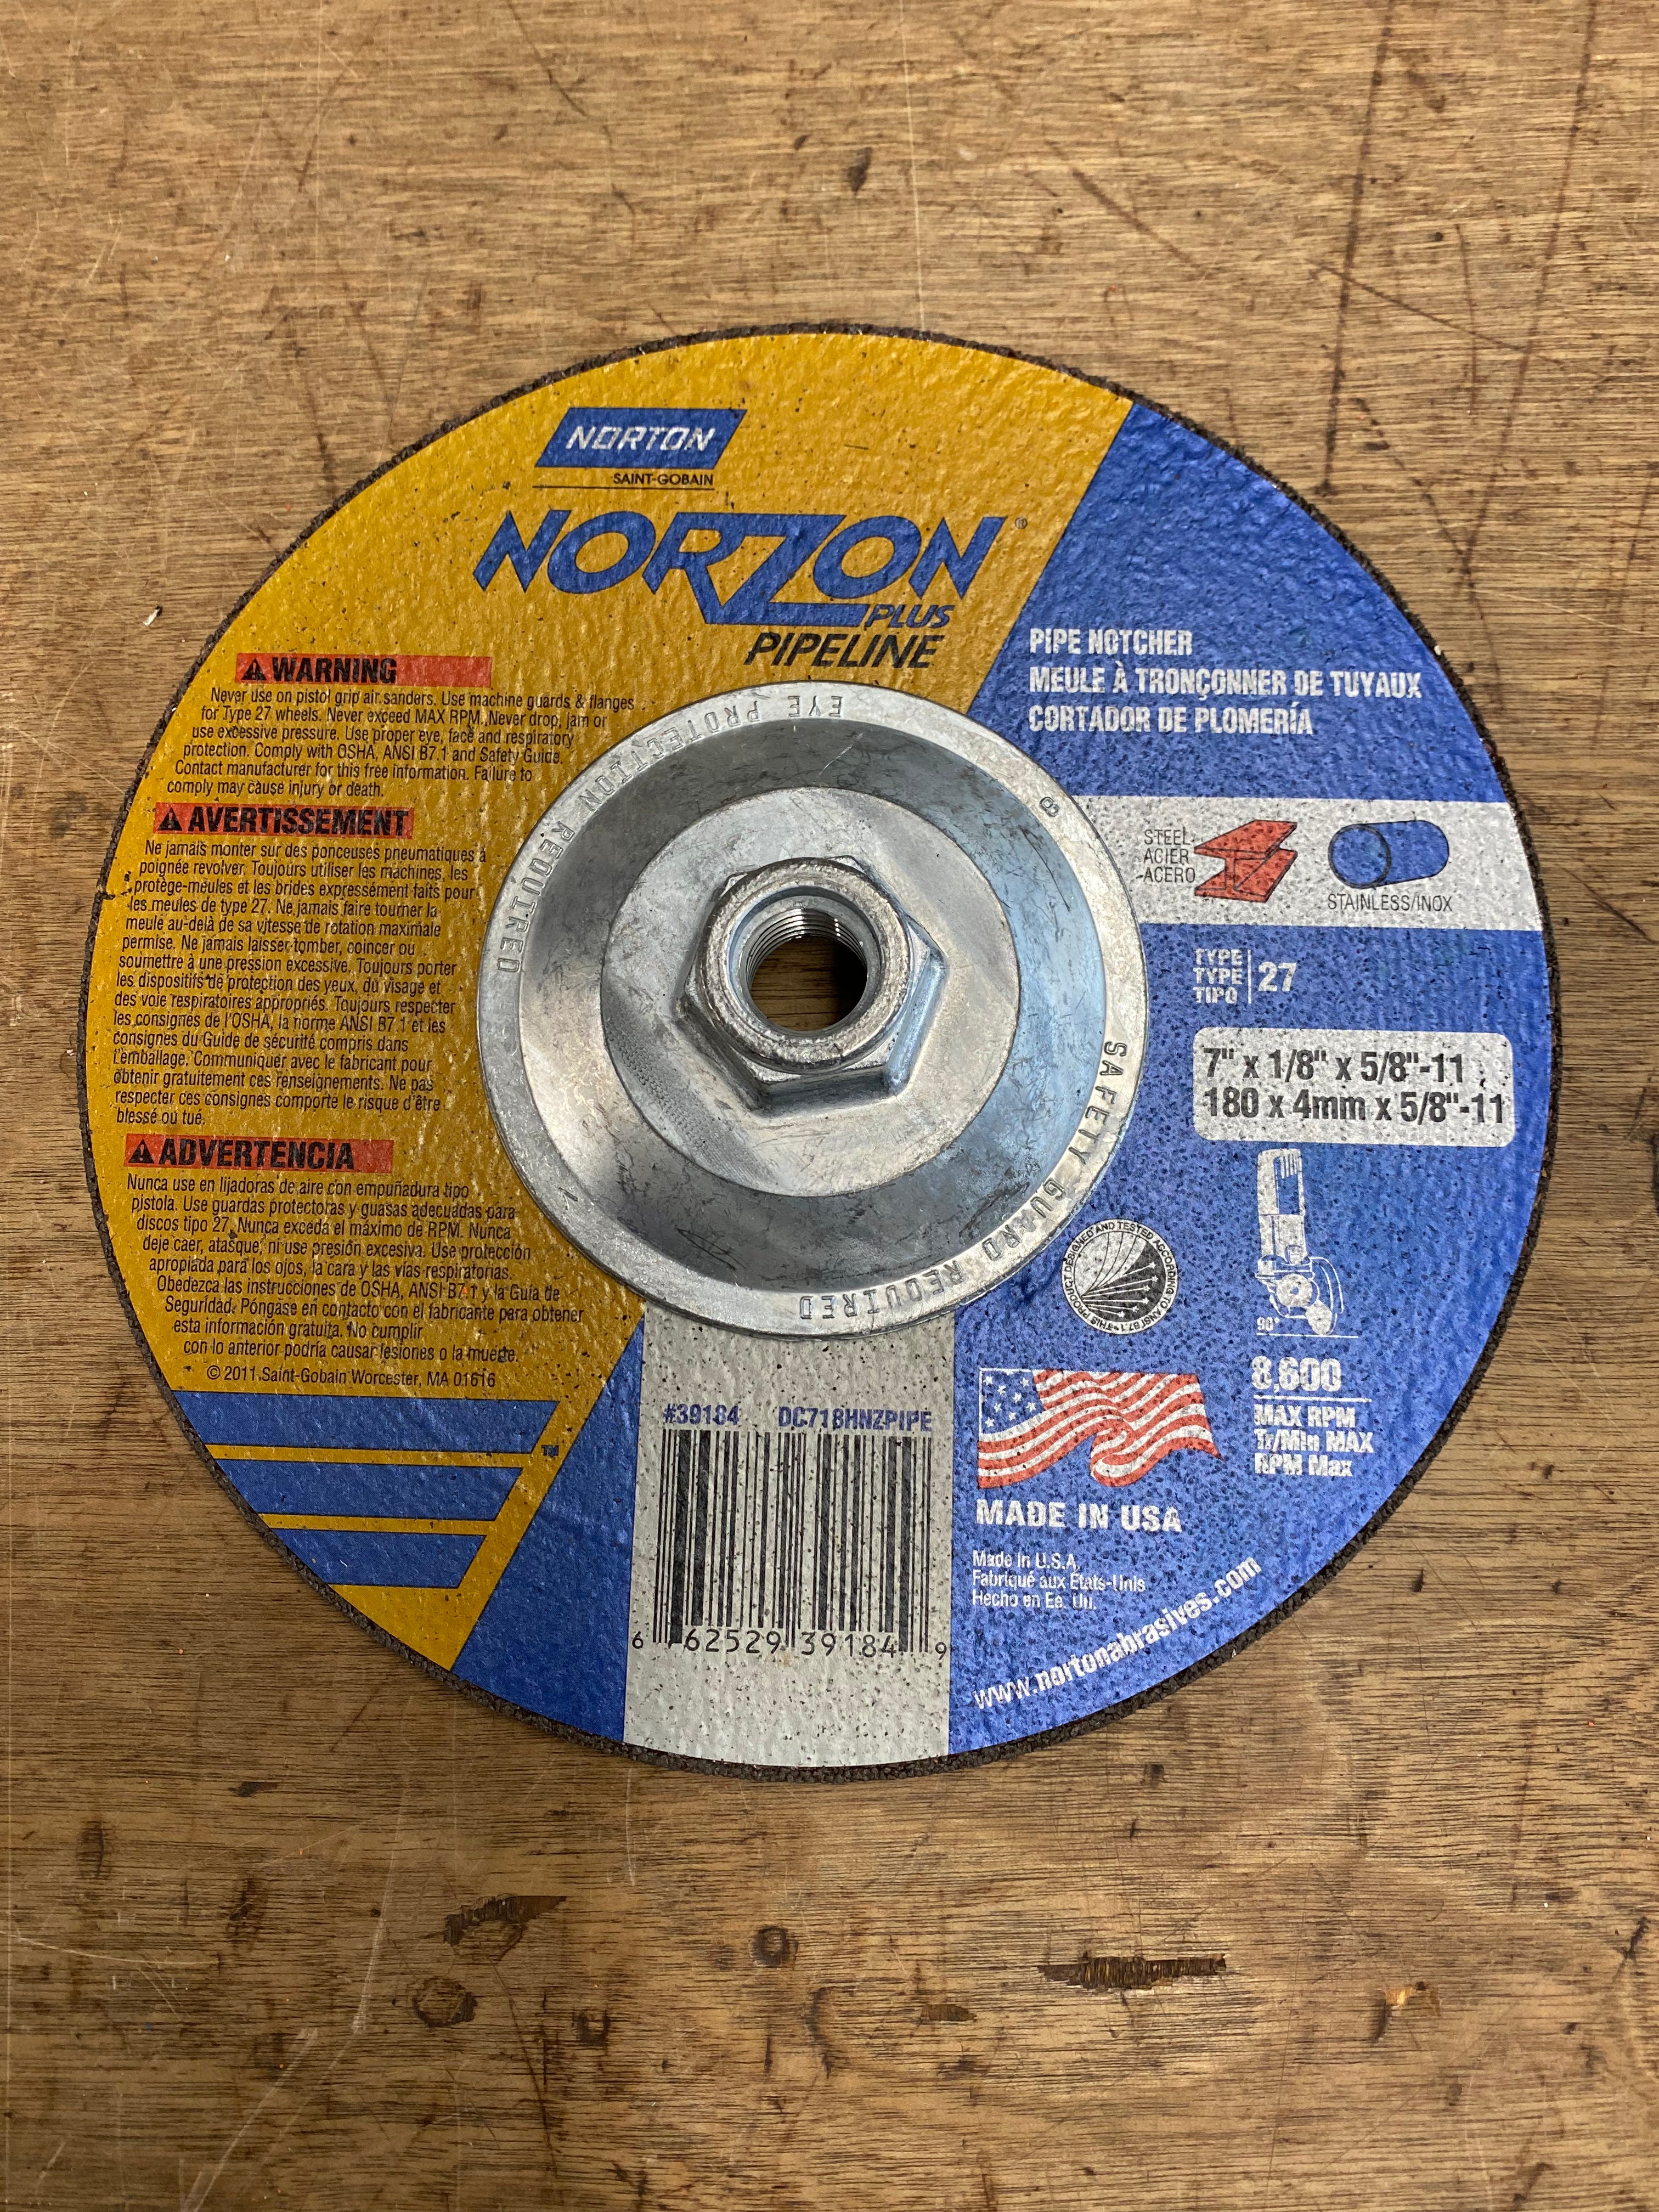 NORTON
SAINT-GOBAIN
NORZON®
PLUS
PIPELINE
WARNING
Never use on pistol grip air sanders. Use machine guards & flanges
for Type 27 wheels. Never exceed MAX RPM. Never drop, jam or
use excessive pressure. Use proper eye, face and respiratory
protection. Comply with OSHA, ANSI B7.1 and Safety Guide.
Contact manufacturer for this free information. Failure to
comply may cause injury or death.
AVERTISSEMENT
Ne jamais monter sur des ponceuses pneumatiques à
poignée revolver. Toujours utiliser les machines, les
protège-meules et les brides expressément faits pour
les meules de type 27. Ne jamais faire tourner la
meule au-delà de sa vitesse de rotation maximale
permise. Ne jamais laisser tomber, coincer ou
soumettre à une pression excessive. Toujours porter
les dispositifs de protection des yeux, du visage et
des voie respiratoires appropriés. Toujours respecter
les consignes de l'OSHA, la norme ANSI B7.1 et les
consignes du Guide de sécurité compris dans
l'emballage. Communiquer avec le fabricant pour
obtenir gratuitement ces renseignements. Ne pas
respecter ces consignes comporte le risque d'être
blessé ou tué.
ADVERTENCIA
Nunca use en lijadoras de aire con empuñadura tipo
pistola. Use guardas protectoras y guasas adecuadas para
discos tipo 27. Nunca exceda el máximo de RPM. Nunca
deje caer, atasque, ni use presión excesiva. Use protección
apropiada para los ojos, la cara y las vías respiratorias.
Obedezca las instrucciones de OSHA, ANSI B7.1 y la Guía de
Seguridad. Póngase en contacto con el fabricante para obtener
esta información gratuita. No cumplir
con lo anterior podría causar lesiones o la muerte.
© 2011 Saint-Gobain Worcester, MA 01616
TM
PIPE NOTCHER
MEULE À TRONÇONNER DE TUYAUX
CORTADOR DE PLOMERÍA
STEEL
ACIER
ACERO
STAINLESS/INOX
TYPE
TYPE
TIPO
27
7" x 1/8" x 5/8"-11
180 x 4mm x 5/8"-11
EYE PROTECTION REQUIRED
8
SAFETY GUARD REQUIRED
1
THIS PRODUCT DESIGNED AND TESTED ACCORDING TO ANSI B7.1
90°
8,600
MAX RPM
Tr/Min MAX
RPM Max
MADE IN USA
Made in U.S.A.
Fabriqué aux États-Unis
Hecho en Ee. Uu.
www.nortonabrasives.com
#39184 DC718HNZPIPE
6 62529 39184 9